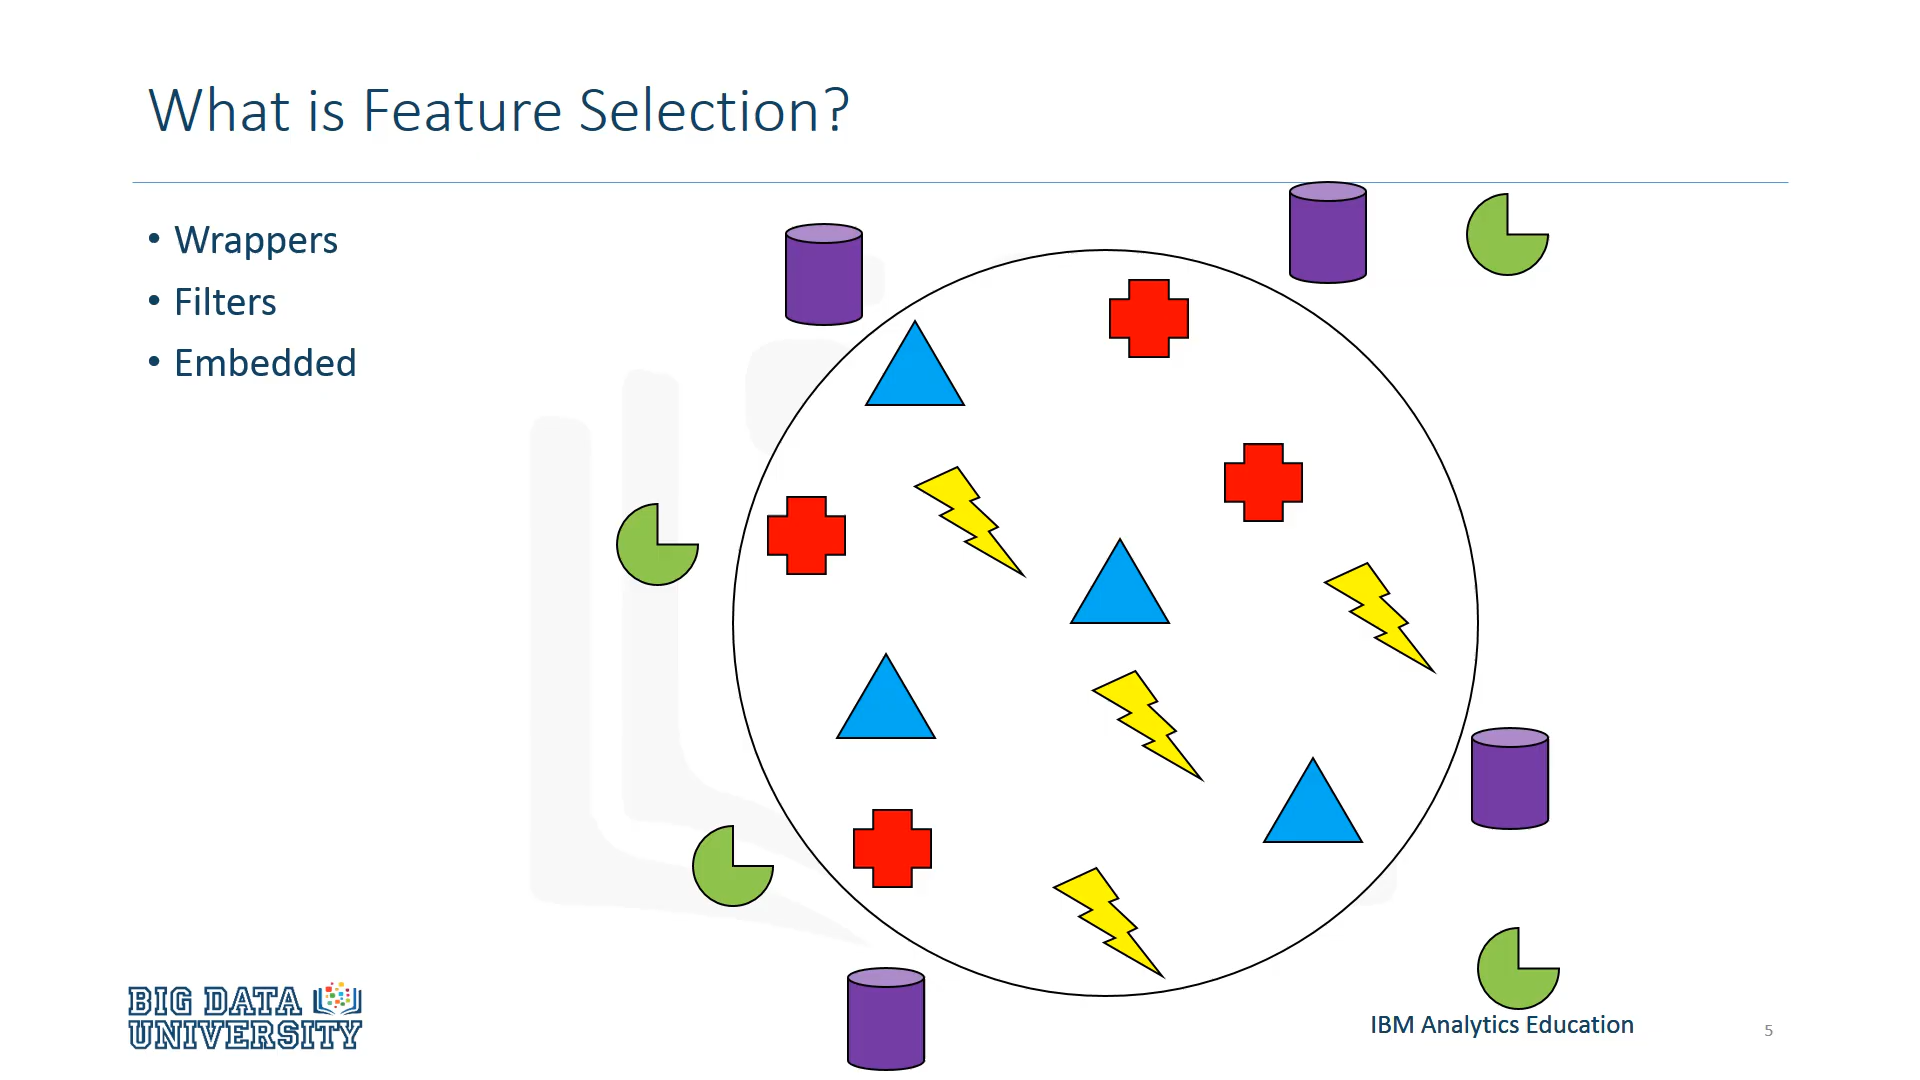 What is Feature Selection?
• Wrappers
• Filters
• Embedded
BIG DATA
UNIVERSITY
IBM Analytics Education
5